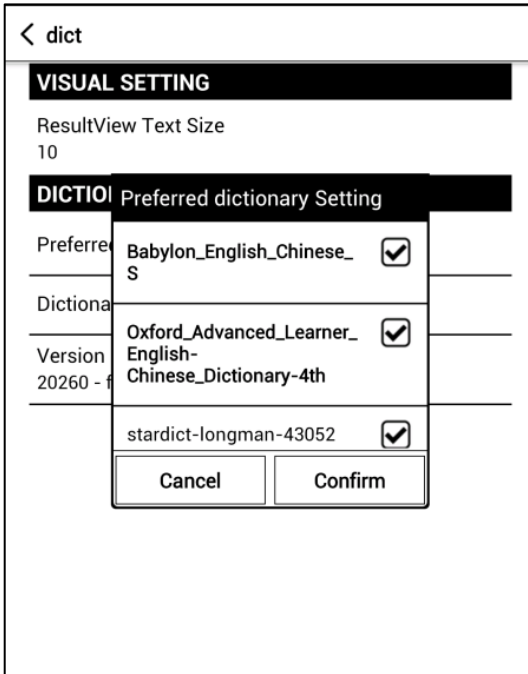 dict
VISUAL SETTING
ResultView Text Size
10
DICTIO
Preferred dictionary Setting
Preferre
Babylon_English_Chinese_
S
Dictiona
Oxford_Advanced_Learner_
English-
Chinese_Dictionary-4th
Version
20260 - f
stardict-longman-43052
Cancel
Confirm